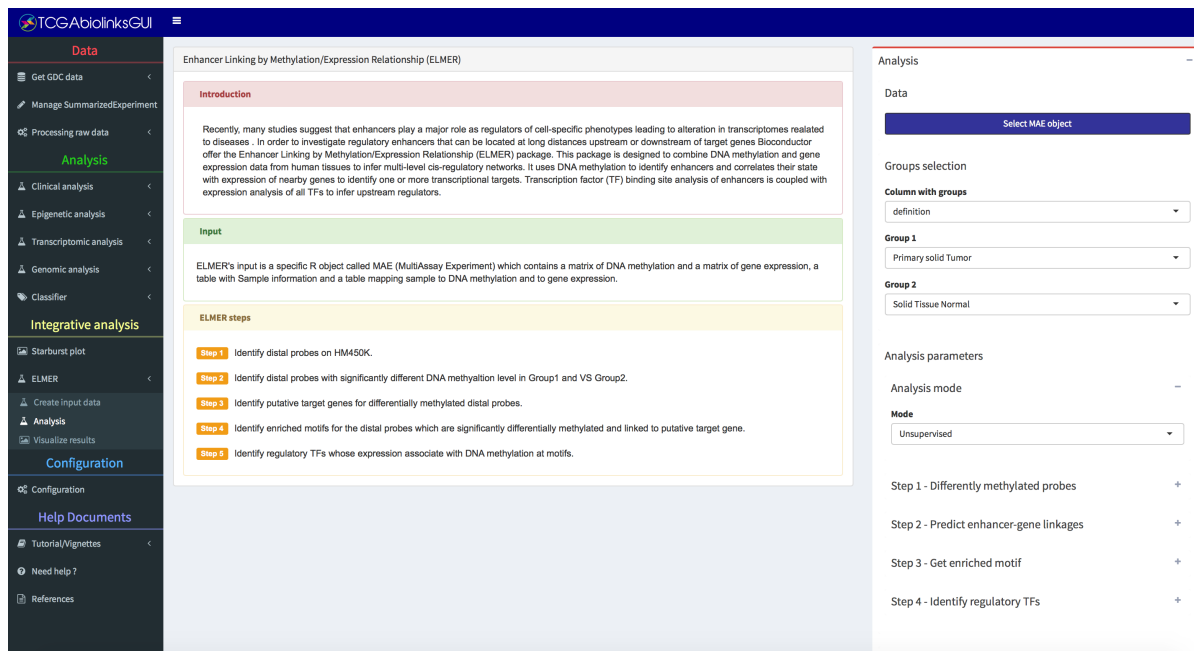 TCGAbiolinksGUI
Data
Get GDC data
Manage SummarizedExperiment
Processing raw data
Analysis
Clinical analysis
Epigenetic analysis
Transcriptomic analysis
Genomic analysis
Classifier
Integrative analysis
Starburst plot
ELMER
Create input data
Analysis
Visualize results
Configuration
Configuration
Help Documents
Tutorial/Vignettes
Need help ?
References
Enhancer Linking by Methylation/Expression Relationship (ELMER)
Introduction
Recently, many studies suggest that enhancers play a major role as regulators of cell-specific phenotypes leading to alteration in transcriptomes realated
to diseases . In order to investigate regulatory enhancers that can be located at long distances upstream or downstream of target genes Bioconductor
offer the Enhancer Linking by Methylation/Expression Relationship (ELMER) package. This package is designed to combine DNA methylation and gene
expression data from human tissues to infer multi-level cis-regulatory networks. It uses DNA methylation to identify enhancers and correlates their state
with expression of nearby genes to identify one or more transcriptional targets. Transcription factor (TF) binding site analysis of enhancers is coupled with
expression analysis of all TFs to infer upstream regulators.
Input
ELMER's input is a specific R object called MAE (MultiAssay Experiment) which contains a matrix of DNA methylation and a matrix of gene expression, a
table with Sample information and a table mapping sample to DNA methylation and to gene expression.
ELMER steps
Step 1 Identify distal probes on HM450K.
Step 2 Identify distal probes with significantly different DNA methyaltion level in Group1 and VS Group2.
Step 3 Identify putative target genes for differentially methylated distal probes.
Step 4 Identify enriched motifs for the distal probes which are significantly differentially methylated and linked to putative target gene.
Step 5 Identify regulatory TFs whose expression associate with DNA methylation at motifs.
Analysis
Data
Select MAE object
Groups selection
Column with groups
definition
Group 1
Primary solid Tumor
Group 2
Solid Tissue Normal
Analysis parameters
Analysis mode
Mode
Unsupervised
Step 1 - Differently methylated probes
Step 2 - Predict enhancer-gene linkages
Step 3 - Get enriched motif
Step 4 - Identify regulatory TFs